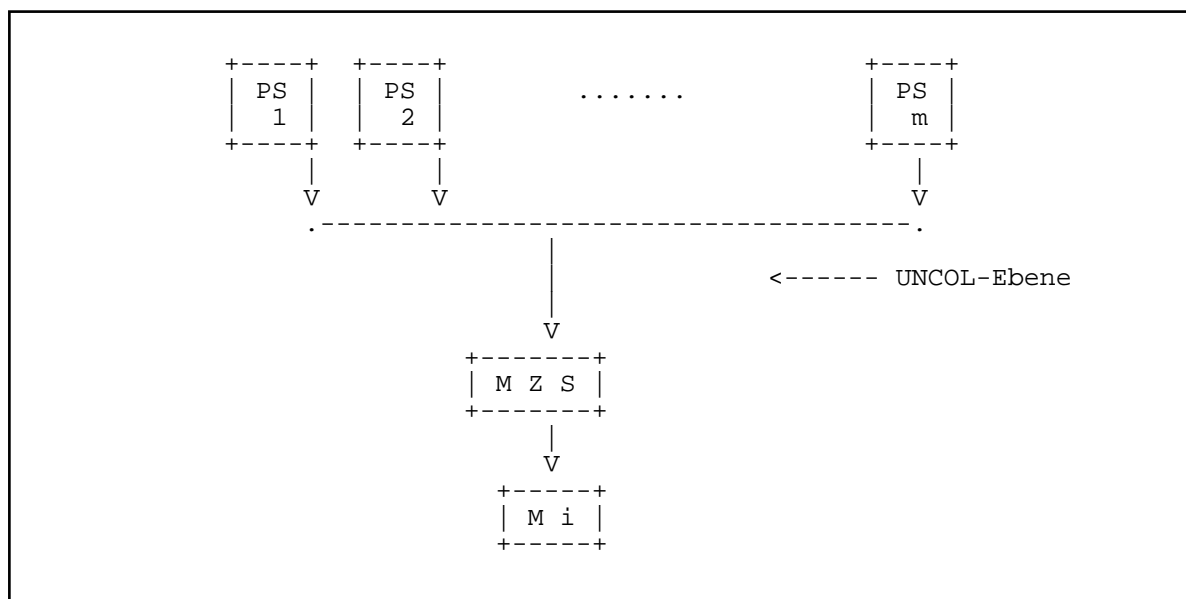 PS PS ....... PS
1 2 m
<------ UNCOL-Ebene
M Z S
M i